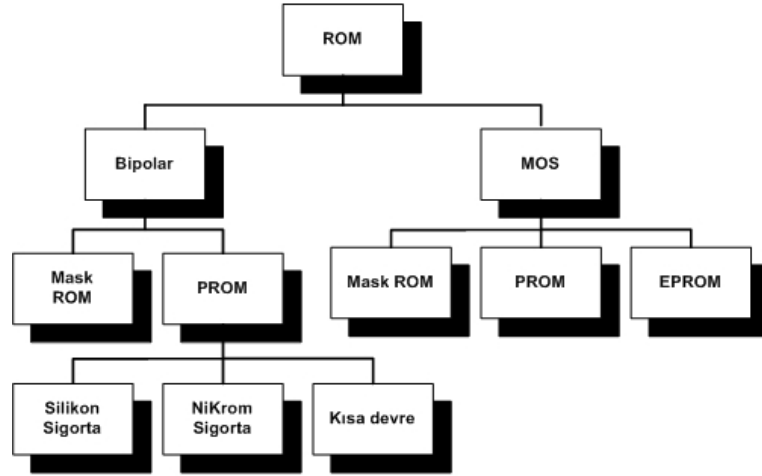 ROM
Bipolar
MOS
Mask
ROM
PROM
Mask ROM
PROM
EPROM
Silikon
Sigorta
NiKrom
Sigorta
Kısa devre